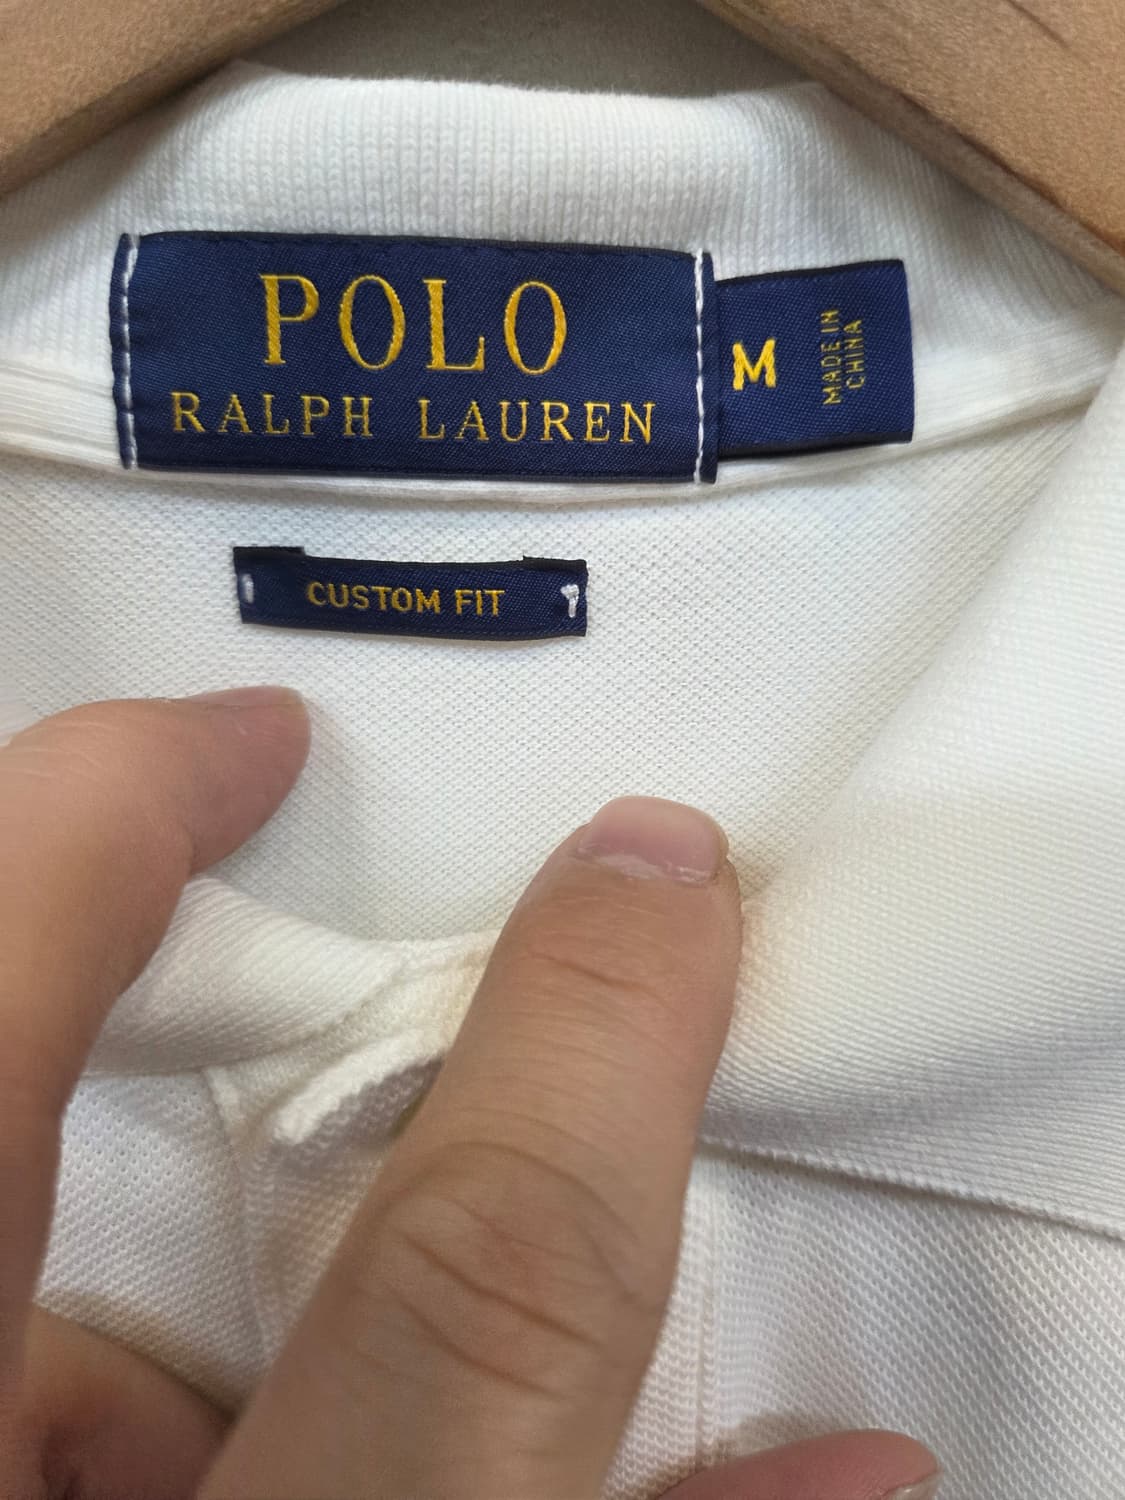 POLO
RALPH LAUREN
M
MADE IN
CHINA
CUSTOM FIT